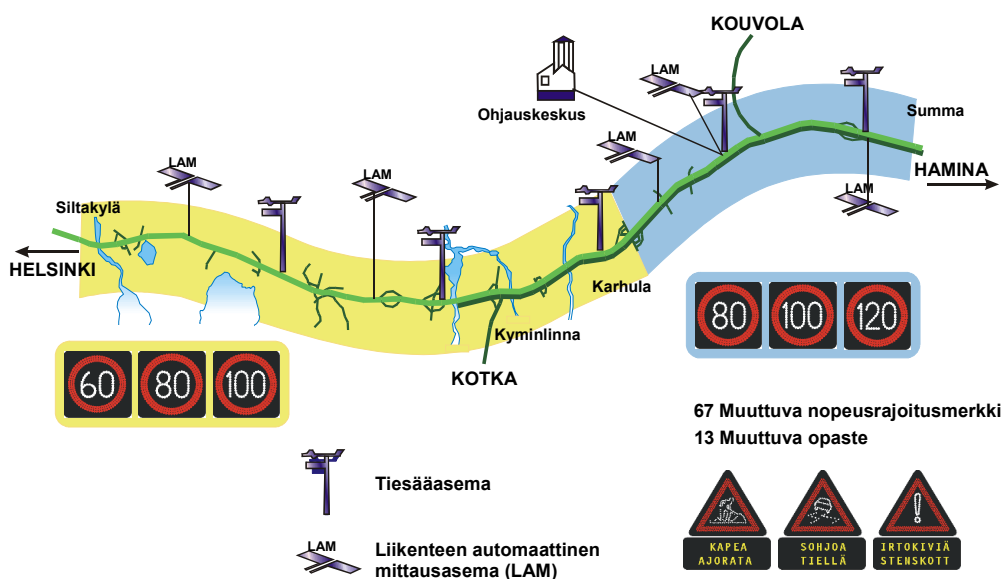 KOUVOLA
LAM
Ohjauskeskus
Summa
LAM
HAMINA
LAM
LAM
LAM
Siltakylä
HELSINKI
Karhula
Kyminlinna
KOTKA
80 100 120
60 80 100
67 Muuttuva nopeusrajoitusmerkki
13 Muuttuva opaste
Tiesääasema
KAPEA
AJORATA
SOHJOA
TIELLÄ
IRTOKIVIÄ
STENSKOTT
LAM
Liikenteen automaattinen
mittausasema (LAM)